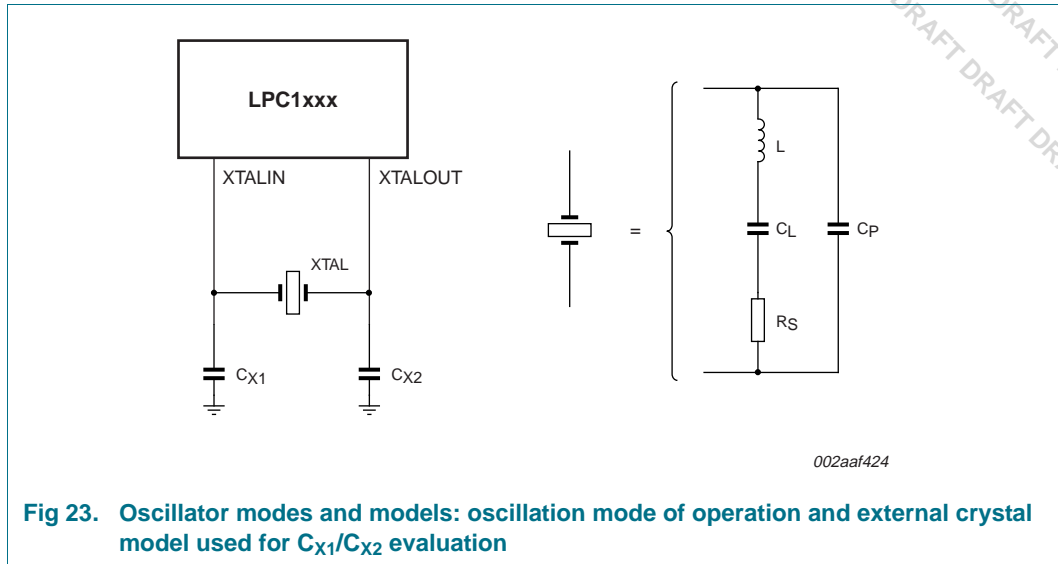 DRAFT
DRAFT
DRAFT DRAFT
LPC1xxx
XTALIN
XTALOUT
XTAL
CX1
CX2
=
L
CL
CP
RS
002aaf424
Fig 23. Oscillator modes and models: oscillation mode of operation and external crystal
model used for CX1/CX2 evaluation